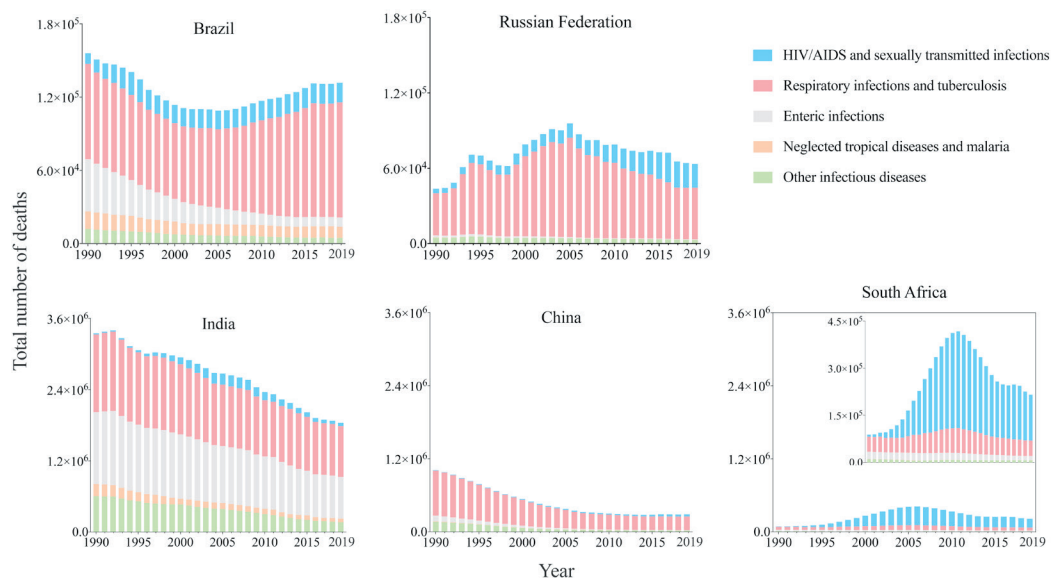 Brazil
1.8×10⁵
1.2×10⁵
6.0×10⁴
0.0
1990 1995 2000 2005 2010 2015 2019
Russian Federation
1.8×10⁵
1.2×10⁵
6.0×10⁴
0.0
1990 1995 2000 2005 2010 2015 2019
HIV/AIDS and sexually transmitted infections
Respiratory infections and tuberculosis
Enteric infections
Neglected tropical diseases and malaria
Other infectious diseases
Total number of deaths
India
3.6×10⁶
2.4×10⁶
1.2×10⁶
0.0
1990 1995 2000 2005 2010 2015 2019
China
3.6×10⁶
2.4×10⁶
1.2×10⁶
0.0
1990 1995 2000 2005 2010 2015 2019
South Africa
3.6×10⁶
2.4×10⁶
1.2×10⁶
0.0
4.5×10⁵
3.0×10⁵
1.5×10⁵
0.0
1990 1995 2000 2005 2010 2015 2019
Year